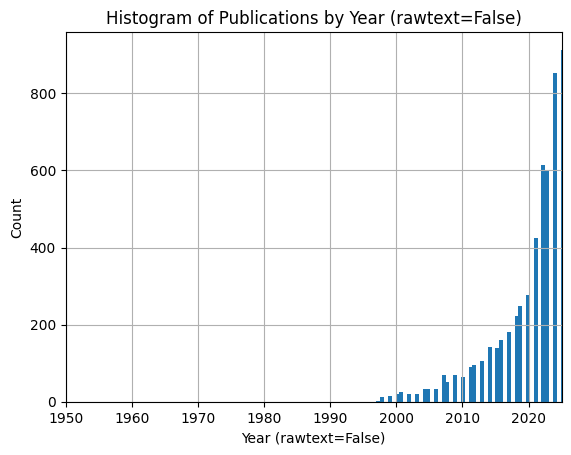 Histogram of Publications by Year (rawtext=False)
800
600
400
200
0
Count
1950 1960 1970 1980 1990 2000 2010 2020
Year (rawtext=False)